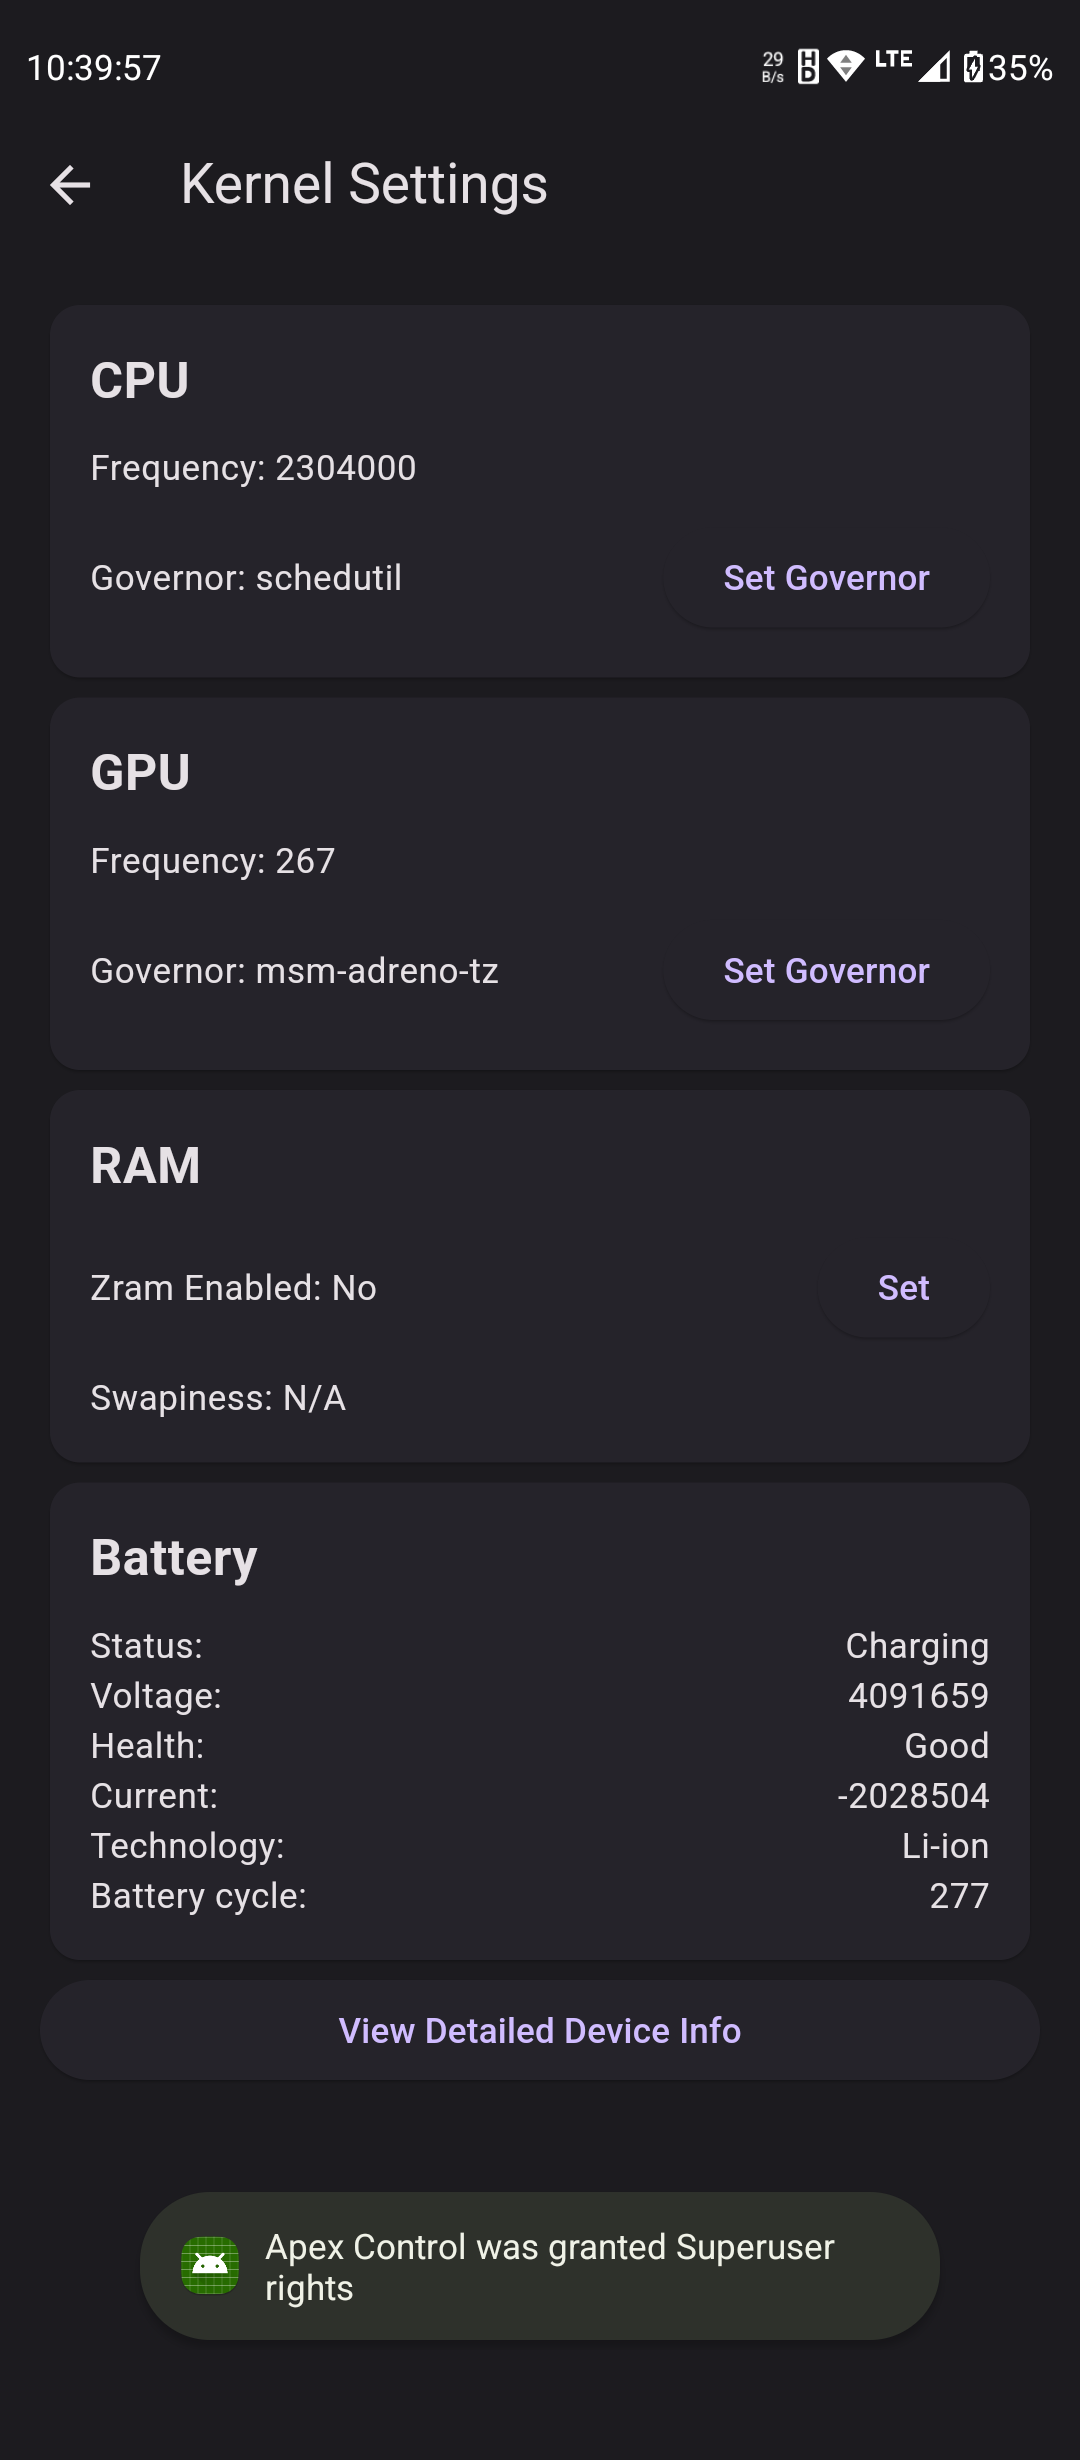 10:39:57
29
B/s
HD
LTE
35%
Kernel Settings
CPU
Frequency: 2304000
Governor: schedutil
Set Governor
GPU
Frequency: 267
Governor: msm-adreno-tz
Set Governor
RAM
Zram Enabled: No
Set
Swapiness: N/A
Battery
Status: Charging
Voltage: 4091659
Health: Good
Current: -2028504
Technology: Li-ion
Battery cycle: 277
View Detailed Device Info
Apex Control was granted Superuser
rights